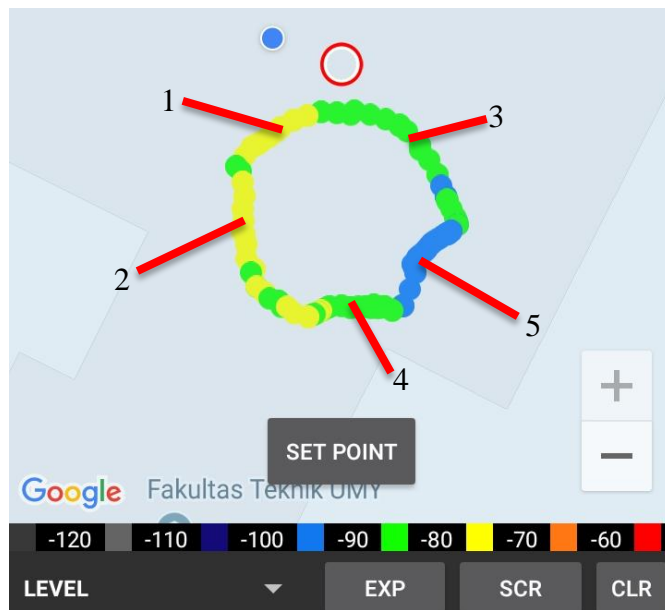 1
3
2
5
4
+
SET POINT
−
Google Fakultas Teknik UMY
-120 -110 -100 -90 -80 -70 -60
LEVEL EXP SCR CLR